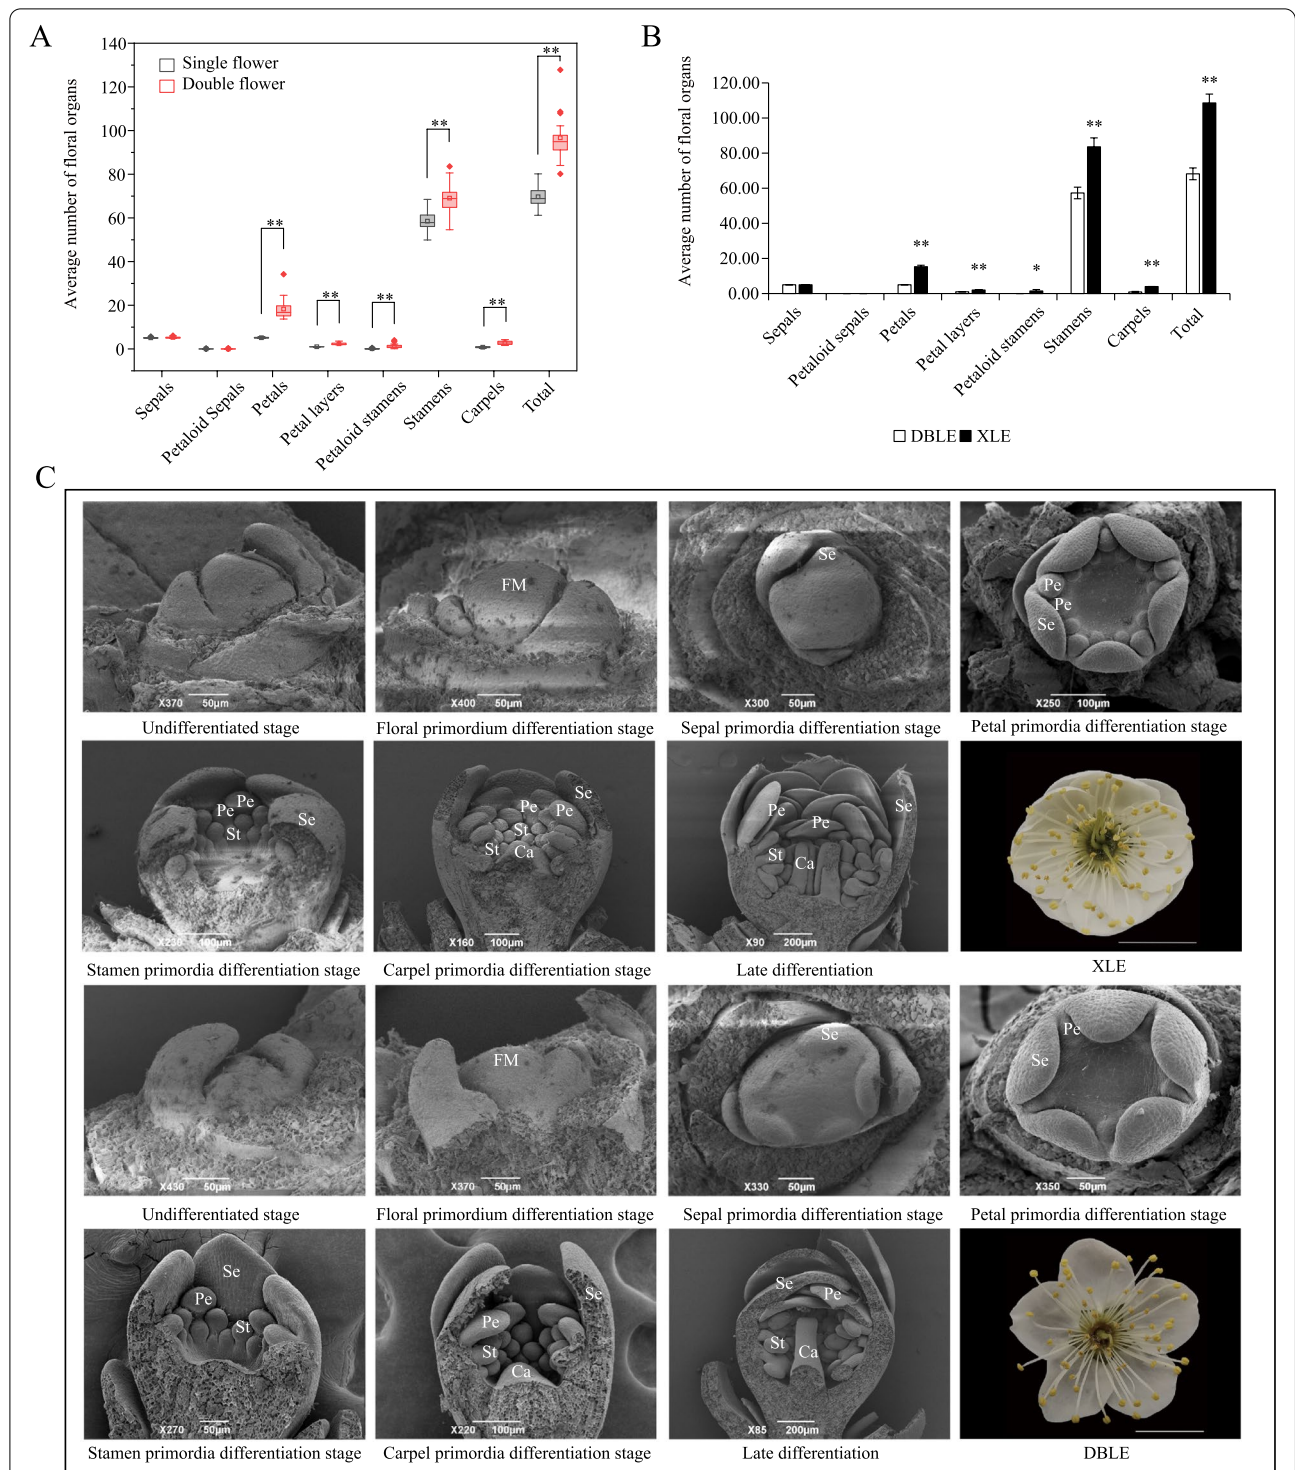 A
140
120
100
80
60
40
20
0
Average number of floral organs
Single flower
Double flower
**
**
**
**
**
**
Sepals
Petaloid Sepals
Petals
Petal layers
Petaloid stamens
Stamens
Carpels
Total
B
120.00
100.00
80.00
60.00
40.00
20.00
0.00
Average number of floral organs
**
**
*
**
**
**
Sepals
Petaloid sepals
Petals
Petal layers
Petaloid stamens
Stamens
Carpels
Total
DBLE XLE
C
X370 50µm
FM
X400 50µm
Se
X300 50µm
Pe
Pe
Se
X250 100µm
Undifferentiated stage
Floral primordium differentiation stage
Sepal primordia differentiation stage
Petal primordia differentiation stage
Pe
Pe
Se
St
X230 100µm
Se
Pe
Pe
St
St
Ca
X160 100µm
Se
Pe
Pe
St
Ca
X90 200µm
Stamen primordia differentiation stage
Carpel primordia differentiation stage
Late differentiation
XLE
X430 50µm
FM
X370 50µm
Se
X330 50µm
Pe
Se
X350 50µm
Undifferentiated stage
Floral primordium differentiation stage
Sepal primordia differentiation stage
Petal primordia differentiation stage
Se
Pe
St
X270 50µm
Se
Pe
St
Ca
X220 100µm
Se
Pe
St
Ca
X85 200µm
Stamen primordia differentiation stage
Carpel primordia differentiation stage
Late differentiation
DBLE